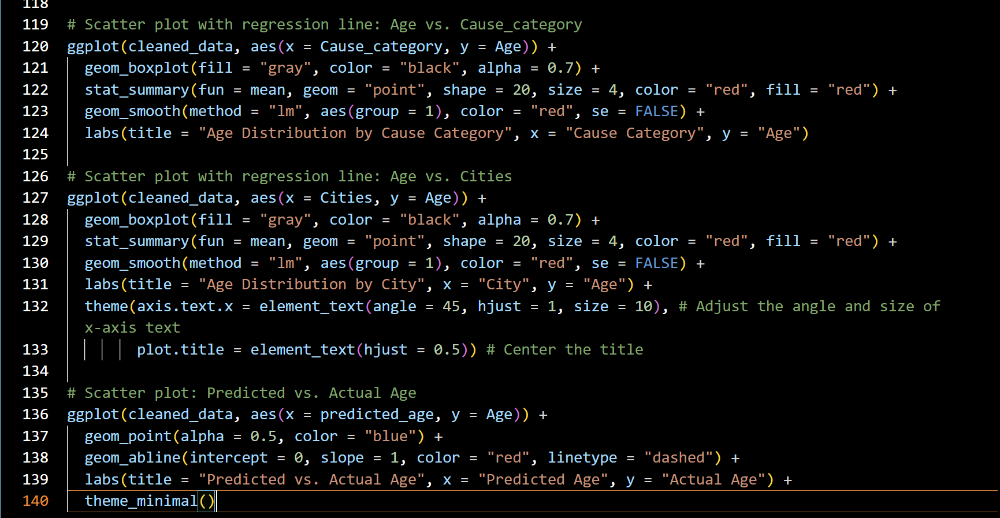 118
119 # Scatter plot with regression line: Age vs. Cause_category
120 ggplot(cleaned_data, aes(x = Cause_category, y = Age)) +
121   geom_boxplot(fill = "gray", color = "black", alpha = 0.7) +
122   stat_summary(fun = mean, geom = "point", shape = 20, size = 4, color = "red", fill = "red") +
123   geom_smooth(method = "lm", aes(group = 1), color = "red", se = FALSE) +
124   labs(title = "Age Distribution by Cause Category", x = "Cause Category", y = "Age")
125
126 # Scatter plot with regression line: Age vs. Cities
127 ggplot(cleaned_data, aes(x = Cities, y = Age)) +
128   geom_boxplot(fill = "gray", color = "black", alpha = 0.7) +
129   stat_summary(fun = mean, geom = "point", shape = 20, size = 4, color = "red", fill = "red") +
130   geom_smooth(method = "lm", aes(group = 1), color = "red", se = FALSE) +
131   labs(title = "Age Distribution by City", x = "City", y = "Age") +
132   theme(axis.text.x = element_text(angle = 45, hjust = 1, size = 10), # Adjust the angle and size of
x-axis text
133         plot.title = element_text(hjust = 0.5)) # Center the title
134
135 # Scatter plot: Predicted vs. Actual Age
136 ggplot(cleaned_data, aes(x = predicted_age, y = Age)) +
137   geom_point(alpha = 0.5, color = "blue") +
138   geom_abline(intercept = 0, slope = 1, color = "red", linetype = "dashed") +
139   labs(title = "Predicted vs. Actual Age", x = "Predicted Age", y = "Actual Age") +
140   theme_minimal()